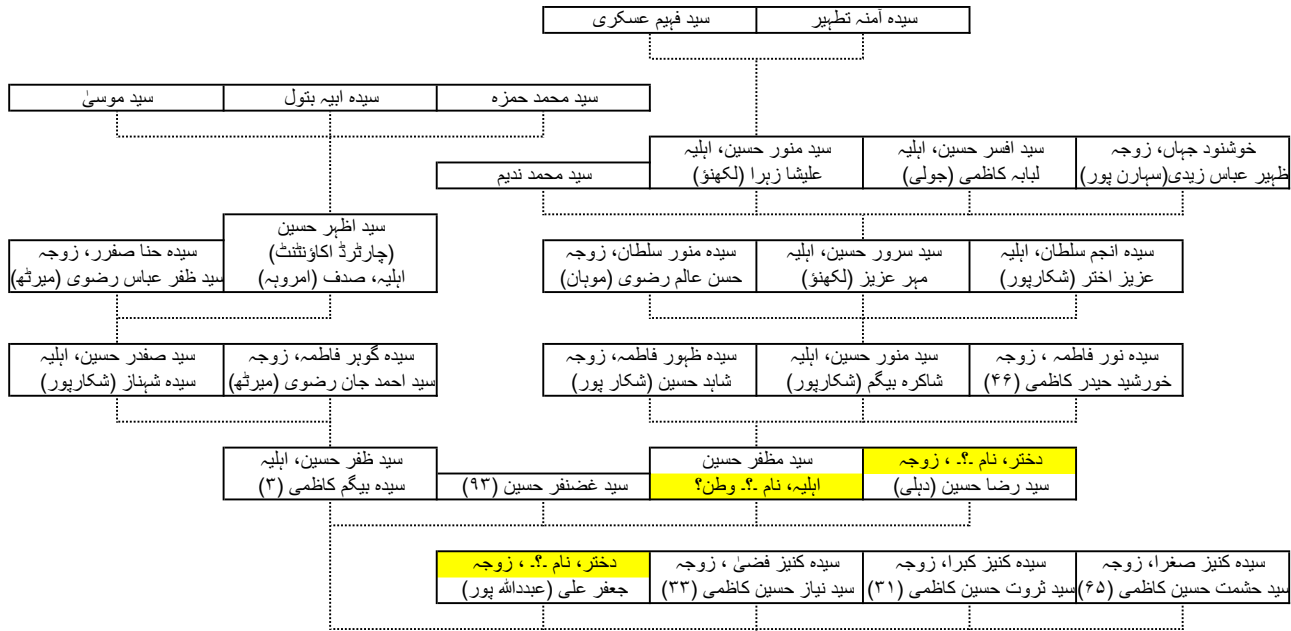 سیدہ آمنہ تطہیر
سید فہیم عسکری
سید محمد حمزہ
سیدہ ابیہ بتول
سید موسیٰ
خوشنود جہاں، زوجہ
ظہیر عباس زیدی(سہارن پور)
سید افسر حسین، اہلیہ
لبابہ کاظمی (جولی)
سید منور حسین، اہلیہ
علیشا زہرا (لکھنؤ)
سید محمد ندیم
سید اظہر حسین
(چارٹرڈ اکاؤنٹنٹ)
اہلیہ، صدف (امروہہ)
سیدہ حنا صفرر، زوجہ
سید ظفر عباس رضوی (میرٹھ)
سیدہ انجم سلطان، اہلیہ
عزیز اختر (شکارپور)
سید سرور حسین، اہلیہ
مہر عزیز (لکھنؤ)
سیدہ منور سلطان، زوجہ
حسن عالم رضوی (موہان)
سیدہ نور فاطمہ ، زوجہ
خورشید حیدر کاظمی (۴۶)
سید منور حسین، اہلیہ
شاکرہ بیگم (شکارپور)
سیدہ ظہور فاطمہ، زوجہ
شاہد حسین (شکار پور)
سیدہ گوہر فاطمہ، زوجہ
سید احمد جان رضوی (میرٹھ)
سید صفدر حسین، اہلیہ
سیدہ شہناز (شکارپور)
دختر، نام ۔؟۔ ، زوجہ
سید رضا حسین (دہلی)
سید مظفر حسین
اہلیہ، نام ۔؟۔ وطن؟
سید غضنفر حسین (۹۳)
سید ظفر حسین، اہلیہ
سیدہ بیگم کاظمی (۳)
سیدہ کنیز صغرا، زوجہ
سید حشمت حسین کاظمی (۶۵)
سیدہ کنیز کبرا، زوجہ
سید ثروت حسین کاظمی (۳۱)
سیدہ کنیز فضیٰ ، زوجہ
سید نیاز حسین کاظمی (۳۳)
دختر، نام ۔؟۔ ، زوجہ
جعفر علی (عبددالله پور)